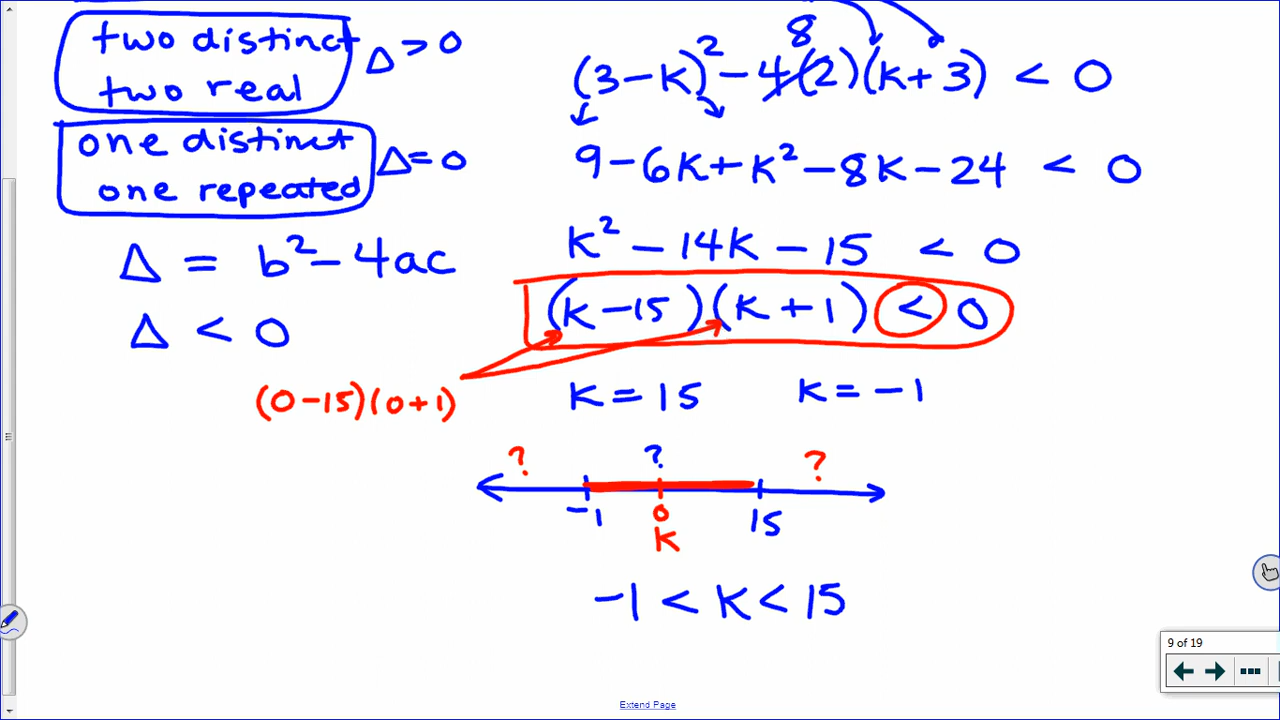 two distinct
two real
Δ > 0
one distinct
one repeated
Δ = 0
Δ = b² - 4ac
Δ < 0
(0-15)(0+1)
8
(3-K)² - 4(2)(K+3) < 0
9 - 6K + K² - 8K - 24 < 0
K² - 14K - 15 < 0
(K-15)(K+1) < 0
K = 15 K = -1
? ? ?
-1 0 15
K
-1 < K < 15
9 of 19
Extend Page